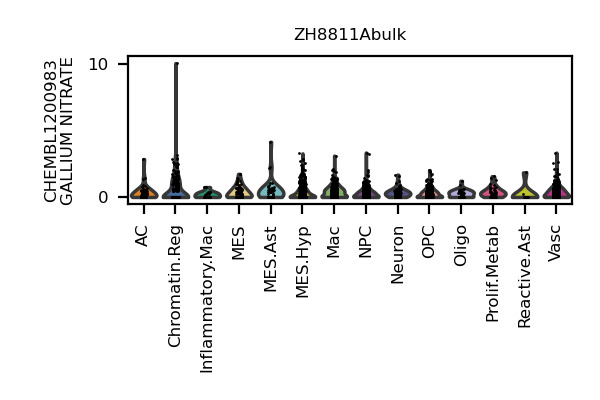 ZH8811Abulk
CHEMBL1200983
GALLIUM NITRATE
10
0
AC
Chromatin.Reg
Inflammatory.Mac
MES
MES.Ast
MES.Hyp
Mac
NPC
Neuron
OPC
Oligo
Prolif.Metab
Reactive.Ast
Vasc